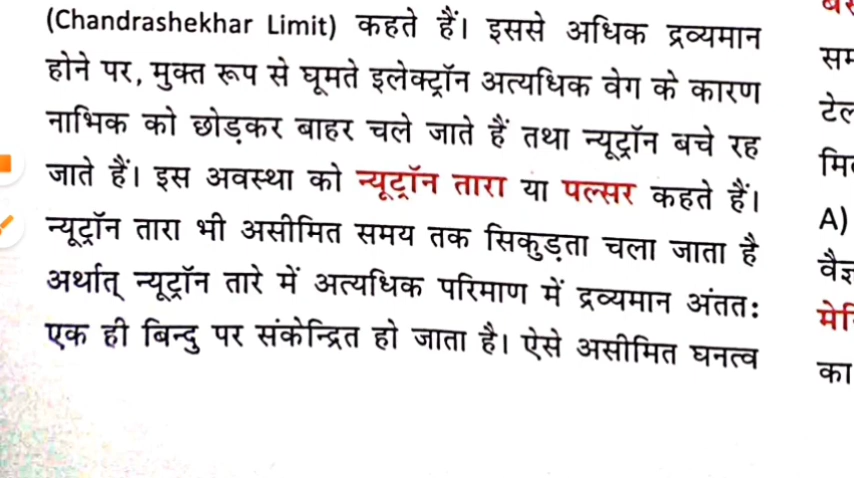 (Chandrashekhar Limit) कहते हैं। इससे अधिक द्रव्यमान
होने पर, मुक्त रूप से घूमते इलेक्ट्रॉन अत्यधिक वेग के कारण
नाभिक को छोड़कर बाहर चले जाते हैं तथा न्यूट्रॉन बचे रह
जाते हैं। इस अवस्था को न्यूट्रॉन तारा या पल्सर कहते हैं।
न्यूट्रॉन तारा भी असीमित समय तक सिकुड़ता चला जाता है
अर्थात् न्यूट्रॉन तारे में अत्यधिक परिमाण में द्रव्यमान अंततः
एक ही बिन्दु पर संकेन्द्रित हो जाता है। ऐसे असीमित घनत्व
A)
का